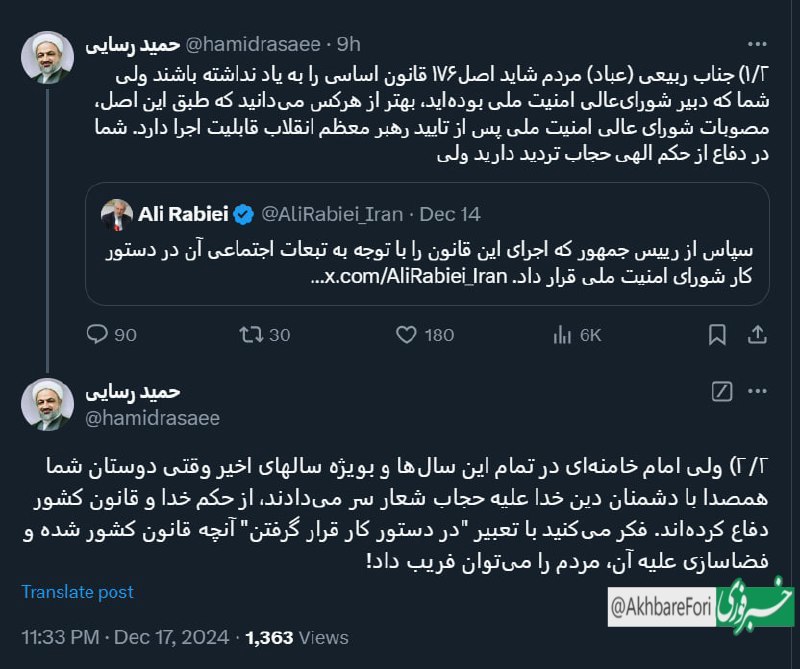 حمید رسایی @hamidrasaee · 9h
۱/۲) جناب ربیعی (عباد) مردم شاید اصل۱۷۶ قانون اساسی را به یاد نداشته باشند ولی
شما که دبیر شورای‌عالی امنیت ملی بوده‌اید، بهتر از هرکس می‌دانید که طبق این اصل،
مصوبات شورای عالی امنیت ملی پس از تایید رهبر معظم انقلاب قابلیت اجرا دارد. شما
در دفاع از حکم الهی حجاب تردید دارید ولی
Ali Rabiei @AliRabiei_Iran · Dec 14
سپاس از رییس جمهور که اجرای این قانون را با توجه به تبعات اجتماعی آن در دستور
کار شورای امنیت ملی قرار داد. x.com/AliRabiei_Iran...
90 30 180 6K
حمید رسایی
@hamidrasaee
۲/۲) ولی امام خامنه‌ای در تمام این سال‌ها و بویژه سالهای اخیر وقتی دوستان شما
همصدا با دشمنان دین خدا علیه حجاب شعار سر می‌دادند، از حکم خدا و قانون کشور
دفاع کرده‌اند. فکر می‌کنید با تعبیر "در دستور کار قرار گرفتن" آنچه قانون کشور شده و
فضاسازی علیه آن، مردم را می‌توان فریب داد!
Translate post
@AkhbareFori خبرفوری
11:33 PM · Dec 17, 2024 · 1,363 Views